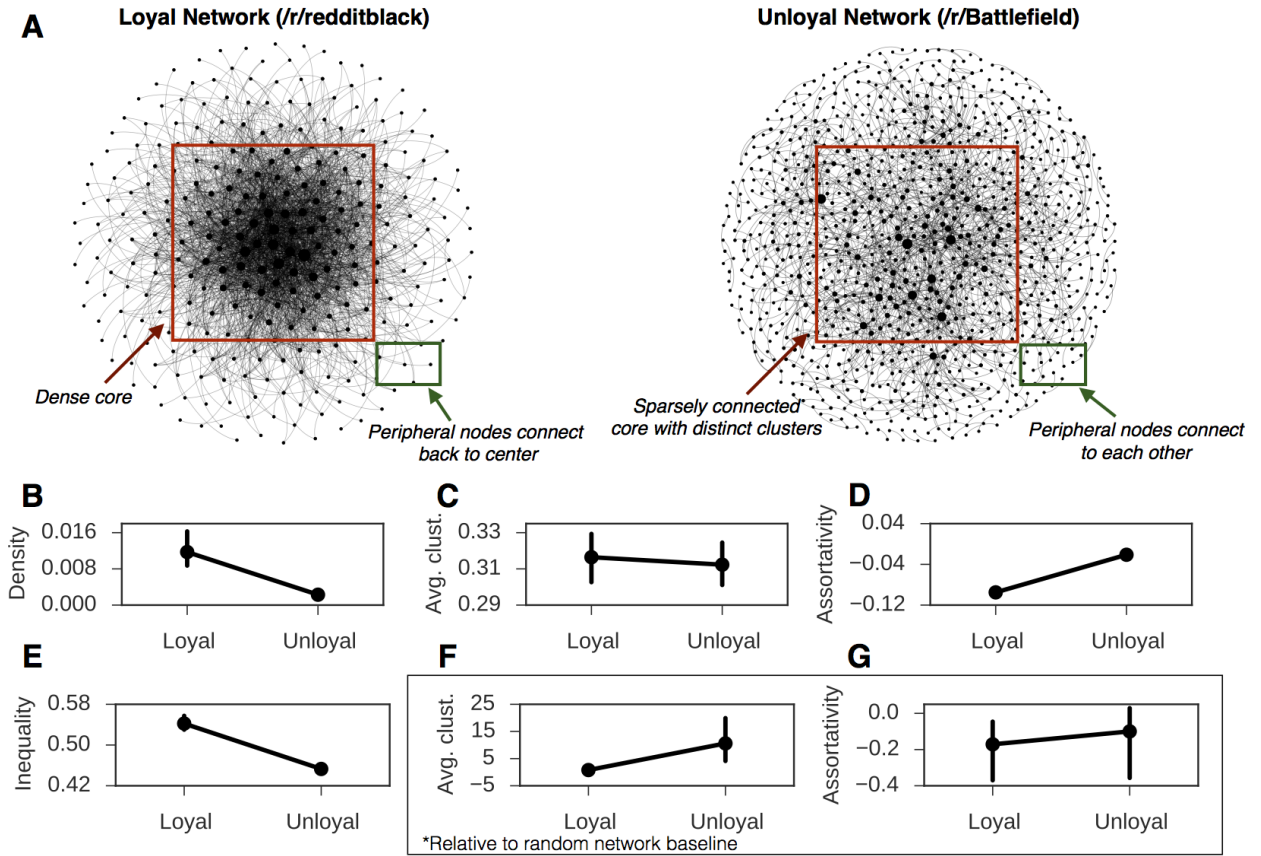 A
Loyal Network (/r/redditblack)
Unloyal Network (/r/Battlefield)
Dense core
Peripheral nodes connect
back to center
Sparsely connected
core with distinct clusters
Peripheral nodes connect
to each other
B
Density
0.016
0.008
0.000
Loyal
Unloyal
C
Avg. clust.
0.33
0.31
0.29
Loyal
Unloyal
D
Assortativity
0.04
−0.04
−0.12
Loyal
Unloyal
E
Inequality
0.58
0.50
0.42
Loyal
Unloyal
F
Avg. clust.
25
15
5
−5
Loyal
Unloyal
G
Assortativity
0.0
−0.2
−0.4
Loyal
Unloyal
*Relative to random network baseline